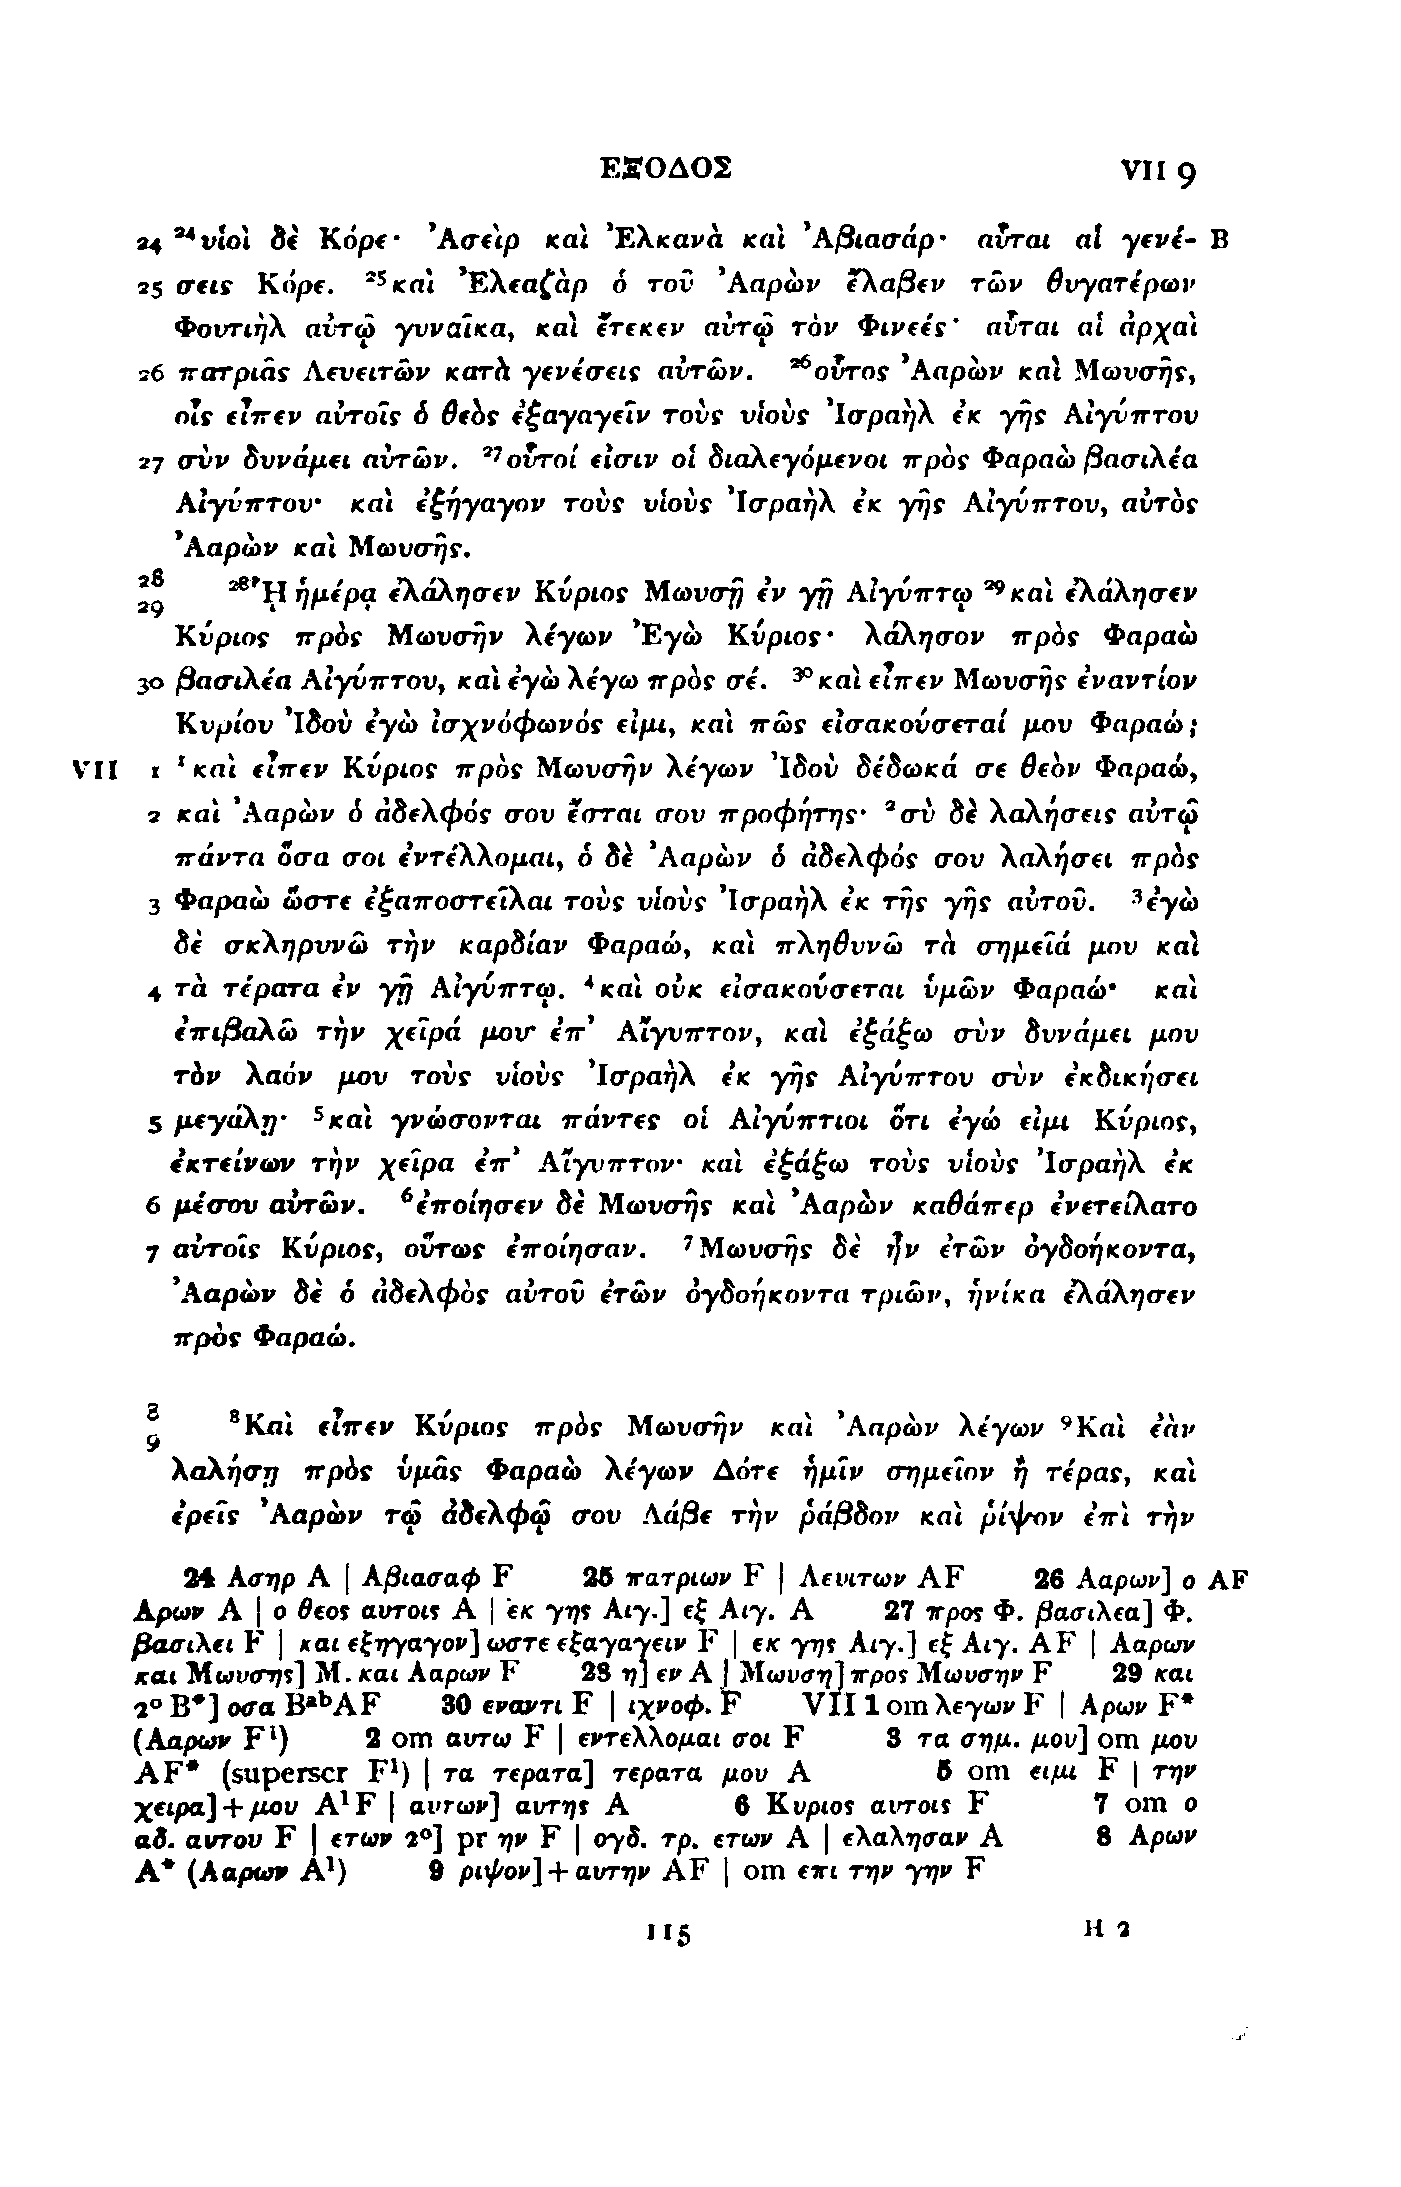 ΕΞΟΔΟΣ VII 9
24 ²⁴υἱοὶ δὲ Κόρε· Ἀσεὶρ καὶ Ἐλκανὰ καὶ Ἀβιασάρ· αὗται αἱ γενέ- B
25 σεις Κόρε. ²⁵καὶ Ἐλεαζὰρ ὁ τοῦ Ἀαρὼν ἔλαβεν τῶν θυγατέρων
Φουτιὴλ αὐτῷ γυναῖκα, καὶ ἔτεκεν αὐτῷ τὸν Φινεές· αὗται αἱ ἀρχαὶ
26 πατριᾶς Λευειτῶν κατὰ γενέσεις αὐτῶν. ²⁶οὗτος Ἀαρὼν καὶ Μωυσῆς,
οἷς εἶπεν αὐτοῖς ὁ θεὸς ἐξαγαγεῖν τοὺς υἱοὺς Ἰσραὴλ ἐκ γῆς Αἰγύπτου
27 σὺν δυνάμει αὐτῶν. ²⁷οὗτοί εἰσιν οἱ διαλεγόμενοι πρὸς Φαραὼ βασιλέα
Αἰγύπτου· καὶ ἐξήγαγον τοὺς υἱοὺς Ἰσραὴλ ἐκ γῆς Αἰγύπτου, αὐτὸς
Ἀαρὼν καὶ Μωυσῆς.
28 ²⁸ᾟ ἡμέρᾳ ἐλάλησεν Κύριος Μωυσῇ ἐν γῇ Αἰγύπτῳ ²⁹καὶ ἐλάλησεν
29 Κύριος πρὸς Μωυσῆν λέγων Ἐγὼ Κύριος· λάλησον πρὸς Φαραὼ
30 βασιλέα Αἰγύπτου, καὶ ἐγὼ λέγω πρὸς σέ. ³⁰καὶ εἶπεν Μωυσῆς ἐναντίον
Κυρίου Ἰδοὺ ἐγὼ ἰσχνόφωνός εἰμι, καὶ πῶς εἰσακούσεταί μου Φαραώ;
VII 1 ¹καὶ εἶπεν Κύριος πρὸς Μωυσῆν λέγων Ἰδοὺ δέδωκά σε θεὸν Φαραώ,
2 καὶ Ἀαρὼν ὁ ἀδελφός σου ἔσται σου προφήτης· ²σὺ δὲ λαλήσεις αὐτῷ
πάντα ὅσα σοι ἐντέλλομαι, ὁ δὲ Ἀαρὼν ὁ ἀδελφός σου λαλήσει πρὸς
3 Φαραὼ ὥστε ἐξαποστεῖλαι τοὺς υἱοὺς Ἰσραὴλ ἐκ τῆς γῆς αὐτοῦ. ³ἐγὼ
δὲ σκληρυνῶ τὴν καρδίαν Φαραώ, καὶ πληθυνῶ τὰ σημεῖά μου καὶ
4 τὰ τέρατα ἐν γῇ Αἰγύπτῳ. ⁴καὶ οὐκ εἰσακούσεται ὑμῶν Φαραώ· καὶ
ἐπιβαλῶ τὴν χεῖρά μου ἐπ’ Αἴγυπτον, καὶ ἐξάξω σὺν δυνάμει μου
τὸν λαόν μου τοὺς υἱοὺς Ἰσραὴλ ἐκ γῆς Αἰγύπτου σὺν ἐκδικήσει
5 μεγάλῃ· ⁵καὶ γνώσονται πάντες οἱ Αἰγύπτιοι ὅτι ἐγώ εἰμι Κύριος,
ἐκτείνων τὴν χεῖρα ἐπ’ Αἴγυπτον· καὶ ἐξάξω τοὺς υἱοὺς Ἰσραὴλ ἐκ
6 μέσου αὐτῶν. ⁶ἐποίησεν δὲ Μωυσῆς καὶ Ἀαρὼν καθάπερ ἐνετείλατο
7 αὐτοῖς Κύριος, οὕτως ἐποίησαν. ⁷Μωυσῆς δὲ ἦν ἐτῶν ὀγδοήκοντα,
Ἀαρὼν δὲ ὁ ἀδελφὸς αὐτοῦ ἐτῶν ὀγδοήκοντα τριῶν, ἡνίκα ἐλάλησεν
πρὸς Φαραώ.
8 ⁸Καὶ εἶπεν Κύριος πρὸς Μωυσῆν καὶ Ἀαρὼν λέγων ⁹Καὶ ἐὰν
9 λαλήσῃ πρὸς ὑμᾶς Φαραὼ λέγων Δότε ἡμῖν σημεῖον ἢ τέρας, καὶ
ἐρεῖς Ἀαρὼν τῷ ἀδελφῷ σου Λάβε τὴν ῥάβδον καὶ ῥίψον ἐπὶ τὴν
24 Ασηρ A | Αβιασαφ F 25 πατριων F | Λευιτων AF 26 Ααρων] ο AF
Αρων A | ο θεος αυτοις A | εκ γης Αιγ.] εξ Αιγ. A 27 προς Φ. βασιλεα] Φ.
βασιλει F | και εξηγαγον] ωστε εξαγαγειν F | εκ γης Αιγ.] εξ Αιγ. AF | Ααρων
και Μωυσης] Μ. και Ααρων F 28 η] εν A | Μωυση] προς Μωυσην F 29 και
2° B*] οσα BᵃᵇAF 30 εναντι F | ιχνοφ. F VII 1 om λεγων F | Αρων F*
(Ααρων F¹) 2 om αυτω F | εντελλομαι σοι F 3 τα σημ. μου] om μου
AF* (superscr F¹) | τα τερατα] τερατα μου A 5 om ειμι F | την
χειρα]+μου A¹F | αυτων] αυτης A 6 Κυριος αυτοις F 7 om ο
αδ. αυτου F | ετων 2°] pr ην F | ογδ. τρ. ετων A | ελαλησαν A 8 Αρων
A* (Ααρων A¹) 9 ριψον]+αυτην AF | om επι την γην F
115 H 2